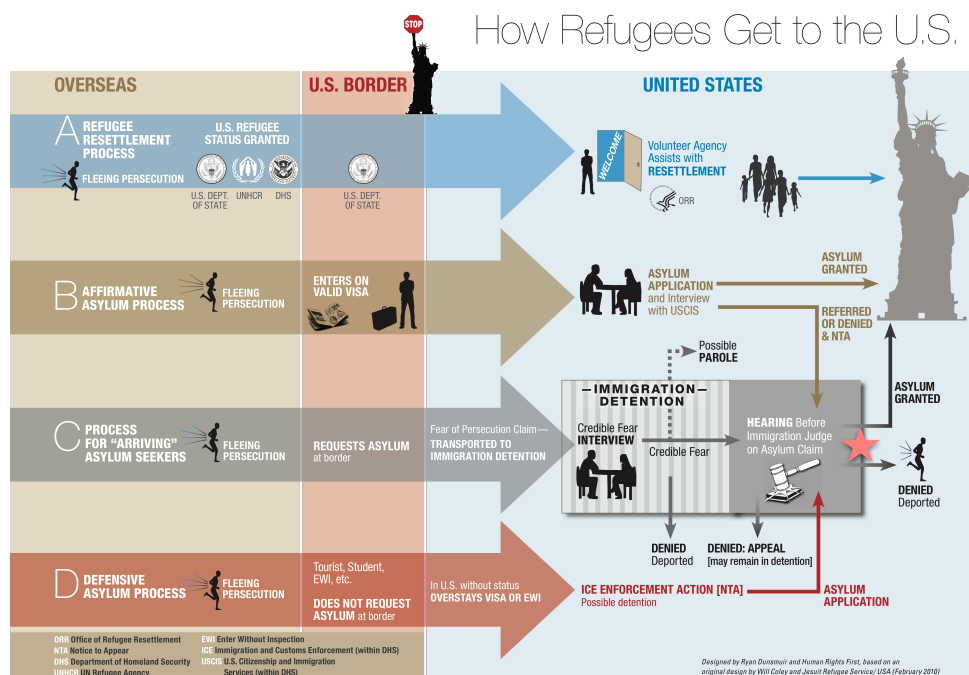 STOP
How Refugees Get to the U.S.
OVERSEAS
U.S. BORDER
UNITED STATES
A REFUGEE
RESETTLEMENT
PROCESS
FLEEING PERSECUTION
U.S. REFUGEE
STATUS GRANTED
U.S. DEPT.
OF STATE
UNHCR
DHS
U.S. DEPT.
OF STATE
WELCOME
Volunteer Agency
Assists with
RESETTLEMENT
ORR
B AFFIRMATIVE
ASYLUM PROCESS
FLEEING
PERSECUTION
ENTERS ON
VALID VISA
ASYLUM
APPLICATION
and Interview
with USCIS
ASYLUM
GRANTED
REFERRED
OR DENIED
& NTA
Possible
PAROLE
C PROCESS
FOR “ARRIVING”
ASYLUM SEEKERS
FLEEING
PERSECUTION
REQUESTS ASYLUM
at border
Fear of Persecution Claim—
TRANSPORTED TO
IMMIGRATION DETENTION
—IMMIGRATION—
DETENTION
Credible Fear
INTERVIEW
Credible Fear
HEARING Before
Immigration Judge
on Asylum Claim
ASYLUM
GRANTED
DENIED
Deported
DENIED
Deported
DENIED: APPEAL
[may remain in detention]
D DEFENSIVE
ASYLUM PROCESS
FLEEING
PERSECUTION
Tourist, Student,
EWI, etc.
DOES NOT REQUEST
ASYLUM at border
In U.S. without status
OVERSTAYS VISA OR EWI
ICE ENFORCEMENT ACTION [NTA]
Possible detention
ASYLUM
APPLICATION
ORR Office of Refugee Resettlement
NTA Notice to Appear
DHS Department of Homeland Security
UNHCR UN Refugee Agency
EWI Enter Without Inspection
ICE Immigration and Customs Enforcement (within DHS)
USCIS U.S. Citizenship and Immigration
Services (within DHS)
Designed by Ryan Dunsmuir and Human Rights First, based on an
original design by Will Coley and Jesuit Refugee Service/ USA (February 2010)